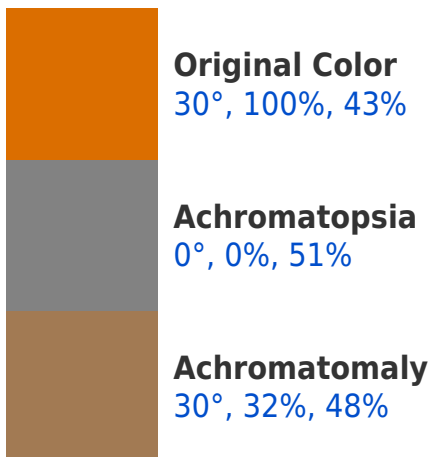 Original Color
30°, 100%, 43%
Achromatopsia
0°, 0%, 51%
Achromatomaly
30°, 32%, 48%